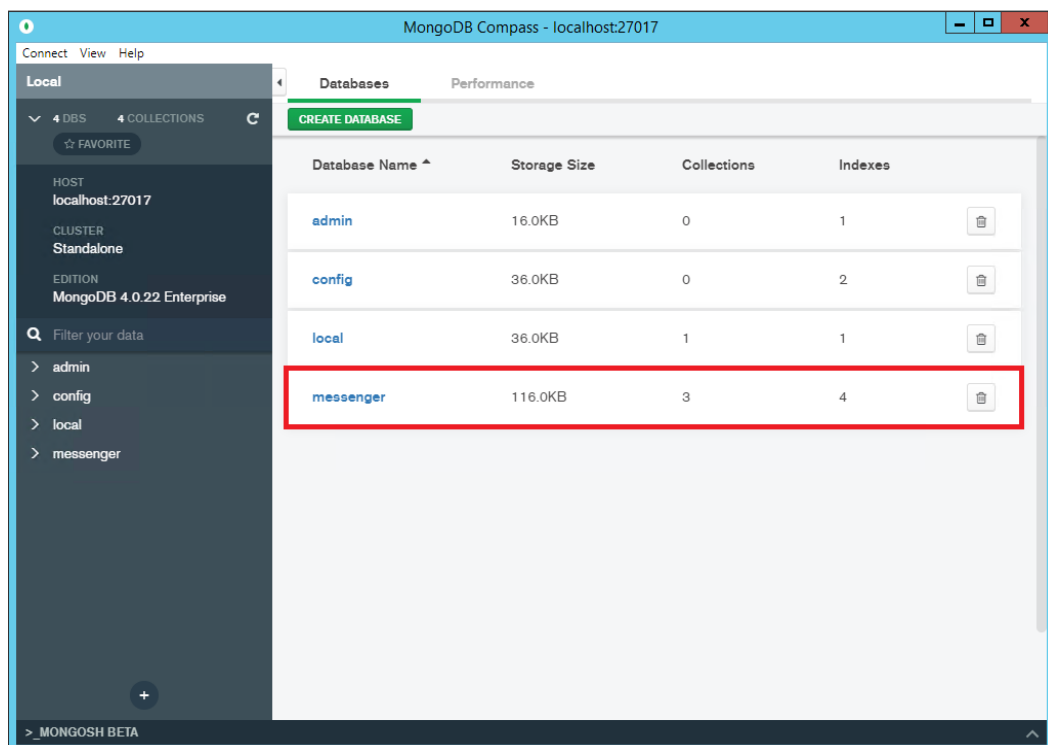 MongoDB Compass - localhost:27017
Connect View Help
Local
4 DBS 4 COLLECTIONS
FAVORITE
HOST
localhost:27017
CLUSTER
Standalone
EDITION
MongoDB 4.0.22 Enterprise
Filter your data
admin
config
local
messenger
>_MONGOSH BETA
Databases Performance
CREATE DATABASE
Database Name Storage Size Collections Indexes
admin 16.0KB 0 1
config 36.0KB 0 2
local 36.0KB 1 1
messenger 116.0KB 3 4